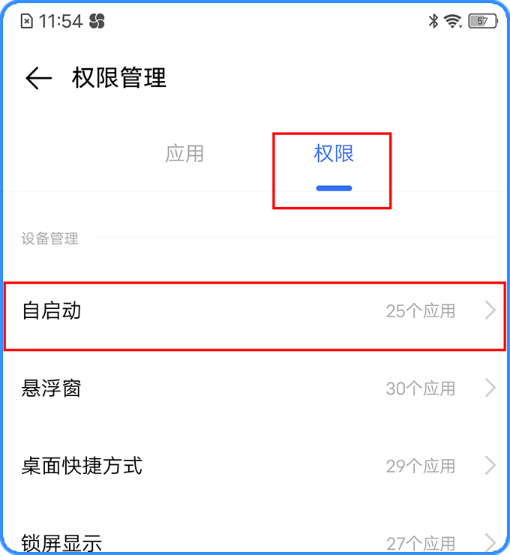 11:54 57
权限管理
应用 权限
设备管理
自启动 25个应用
悬浮窗 30个应用
桌面快捷方式 29个应用
锁屏显示 27个应用